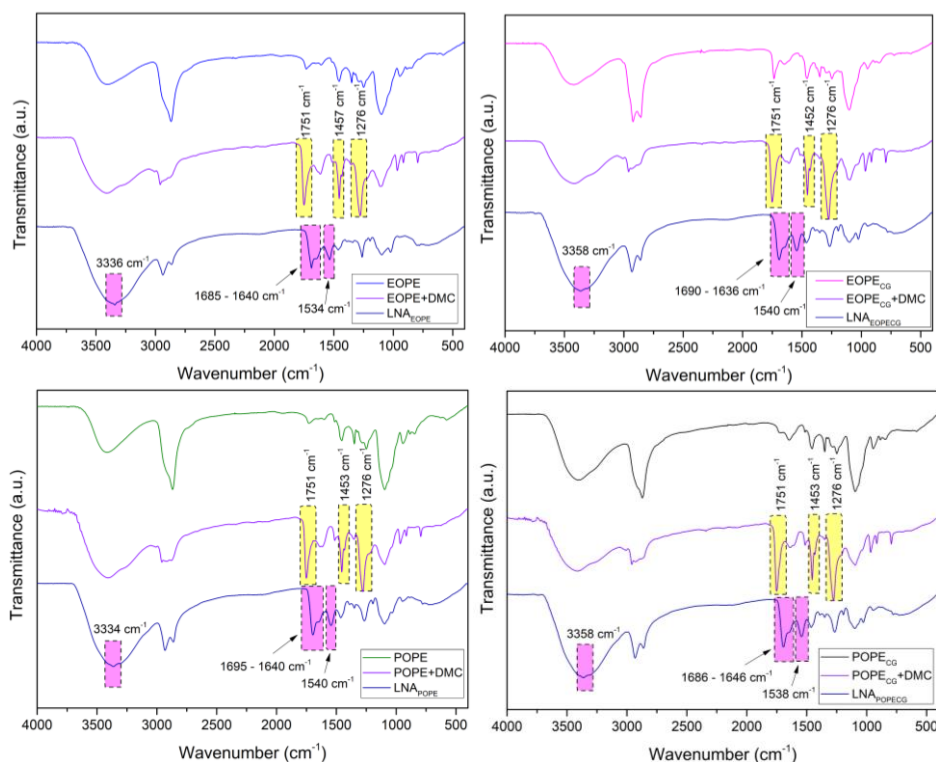 Transmittance (a.u.)
1751 cm⁻¹
1457 cm⁻¹
1276 cm⁻¹
3336 cm⁻¹
1685 - 1640 cm⁻¹
1534 cm⁻¹
EOPE
EOPE+DMC
LNA_EOPE
4000 3500 3000 2500 2000 1500 1000 500
Wavenumber (cm⁻¹)
Transmittance (a.u.)
1751 cm⁻¹
1452 cm⁻¹
1276 cm⁻¹
3358 cm⁻¹
1690 - 1636 cm⁻¹
1540 cm⁻¹
EOPE_CG
EOPE_CG+DMC
LNA_EOPECG
4000 3500 3000 2500 2000 1500 1000 500
Wavenumber (cm⁻¹)
Transmittance (a.u.)
1751 cm⁻¹
1453 cm⁻¹
1276 cm⁻¹
3334 cm⁻¹
1695 - 1640 cm⁻¹
1540 cm⁻¹
POPE
POPE+DMC
LNA_POPE
4000 3500 3000 2500 2000 1500 1000 500
Wavenumber (cm⁻¹)
Transmittance (a.u.)
1751 cm⁻¹
1453 cm⁻¹
1276 cm⁻¹
3358 cm⁻¹
1686 - 1646 cm⁻¹
1538 cm⁻¹
POPE_CG
POPE_CG+DMC
LNA_POPECG
4000 3500 3000 2500 2000 1500 1000 500
Wavenumber (cm⁻¹)